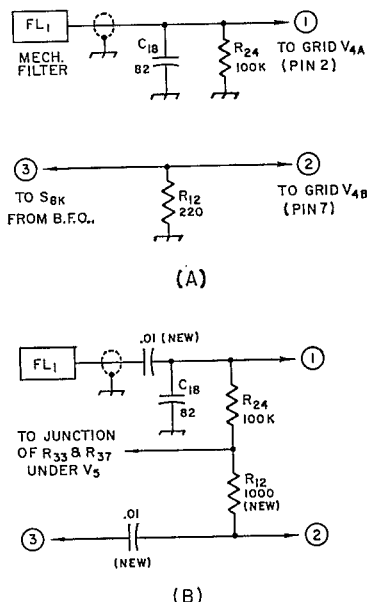 FL1
MECH.
FILTER
C18
82
R24
100K
1
TO GRID V4A
(PIN 2)
3
TO S8K
FROM B.F.O..
R12
220
2
TO GRID V4B
(PIN 7)
(A)
FL1
.01 (NEW)
C18
82
R24
100K
1
TO JUNCTION
OF R33 & R37
UNDER V5
R12
1000
(NEW)
3
.01
(NEW)
2
(B)